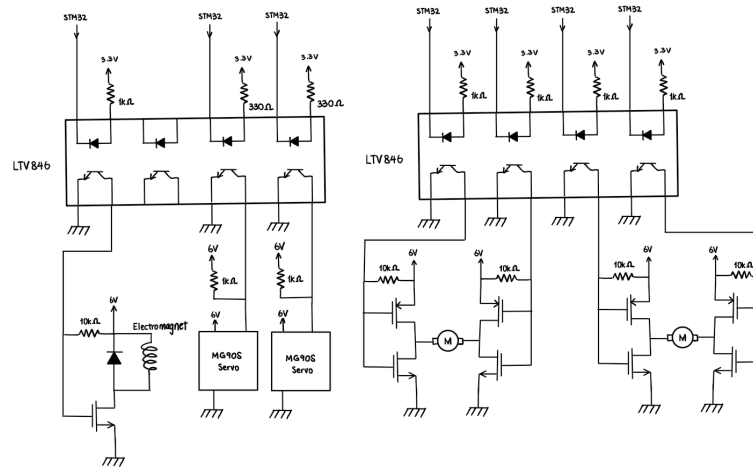 STM32
STM32
STM32
3.3V
3.3V
3.3V
1kΩ
330Ω
330Ω
LTV846
6V
6V
1kΩ
1kΩ
6V
10kΩ
Electromagnet
6V
6V
MG90S
Servo
MG90S
Servo
STM32
STM32
STM32
STM32
3.3V
3.3V
3.3V
3.3V
1kΩ
1kΩ
1kΩ
1kΩ
LTV846
10kΩ
6V
6V
10kΩ
10kΩ
6V
6V
10kΩ
M
M